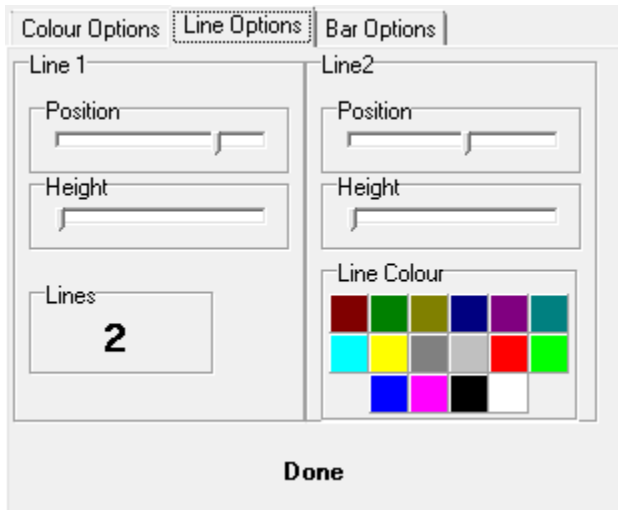 Colour Options Line Options Bar Options
Line 1
Position
Height
Lines
2
Line2
Position
Height
Line Colour
Done